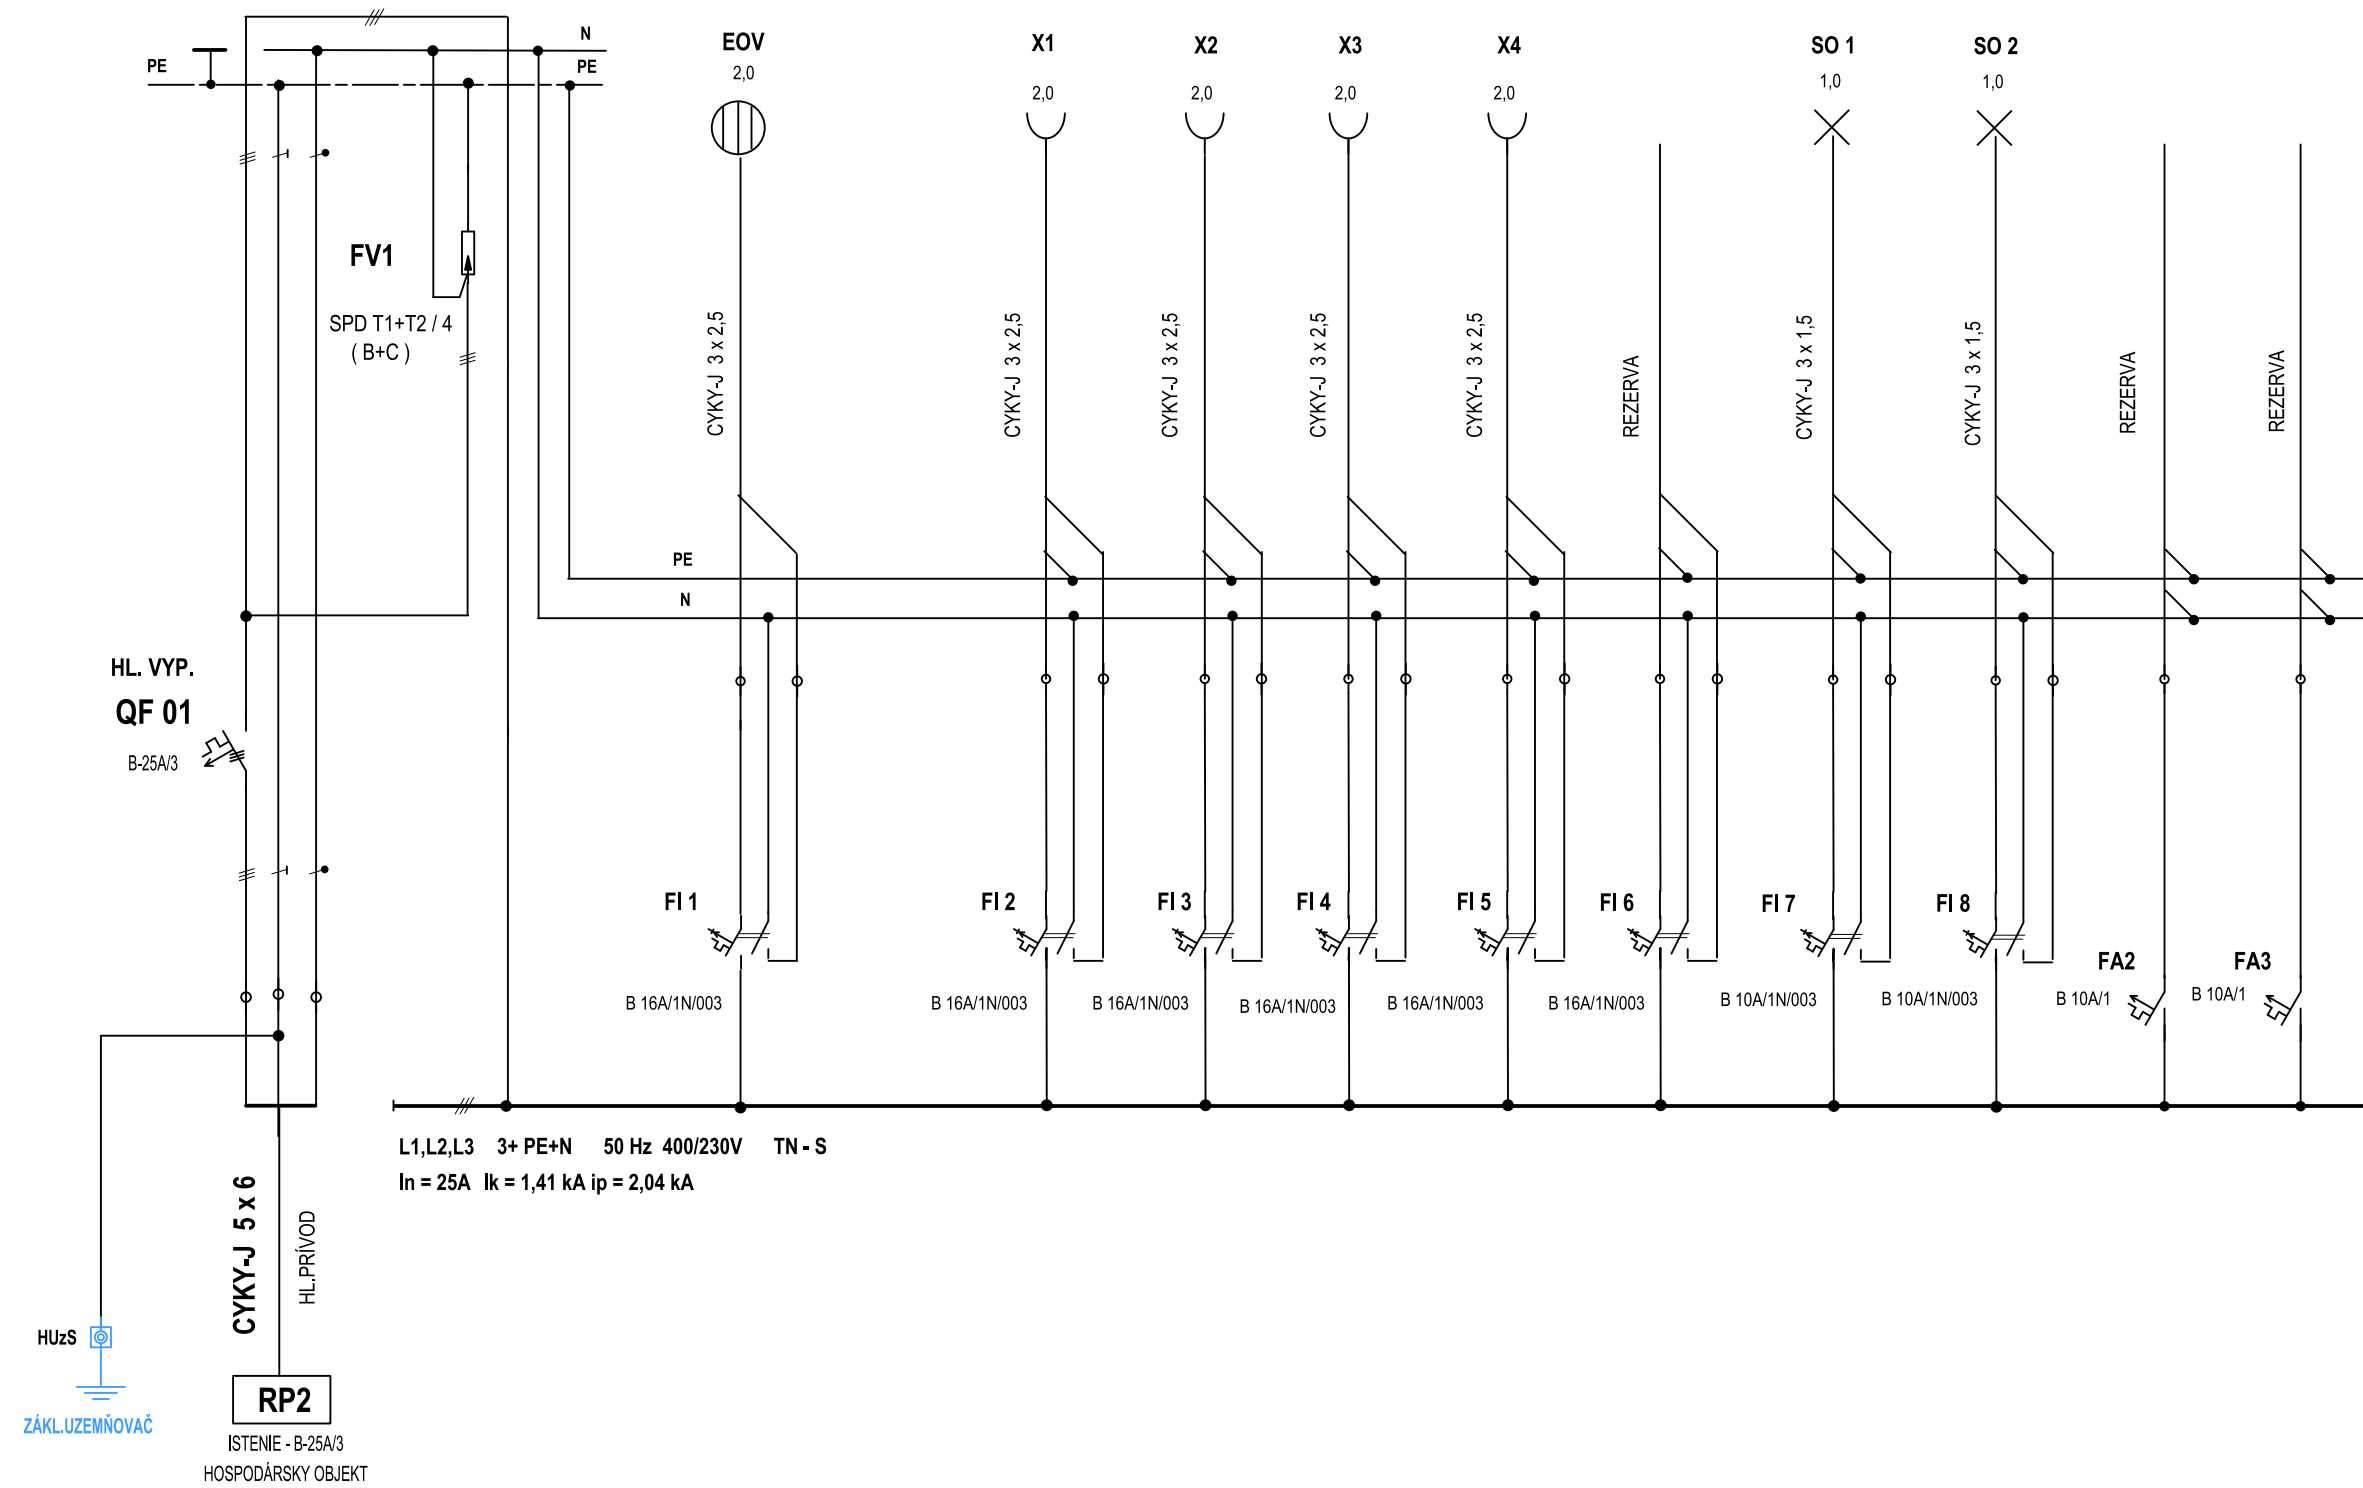 N
PE
PE
EOV
2,0
X1
2,0
X2
2,0
X3
2,0
X4
2,0
SO 1
1,0
SO 2
1,0
FV1
SPD T1+T2 / 4
( B+C )
CYKY-J 3 x 2,5
CYKY-J 3 x 2,5
CYKY-J 3 x 2,5
CYKY-J 3 x 2,5
CYKY-J 3 x 2,5
REZERVA
CYKY-J 3 x 1,5
CYKY-J 3 x 1,5
REZERVA
REZERVA
PE
N
HL. VYP.
QF 01
B-25A/3
FI 1
FI 2
FI 3
FI 4
FI 5
FI 6
FI 7
FI 8
FA2
FA3
B 16A/1N/003
B 16A/1N/003
B 16A/1N/003
B 16A/1N/003
B 16A/1N/003
B 16A/1N/003
B 10A/1N/003
B 10A/1N/003
B 10A/1
B 10A/1
L1,L2,L3 3+ PE+N 50 Hz 400/230V TN - S
In = 25A Ik = 1,41 kA ip = 2,04 kA
CYKY-J 5 x 6
HL.PRÍVOD
HUzS
ZÁKL.UZEMŇOVAČ
RP2
ISTENIE - B-25A/3
HOSPODÁRSKY OBJEKT